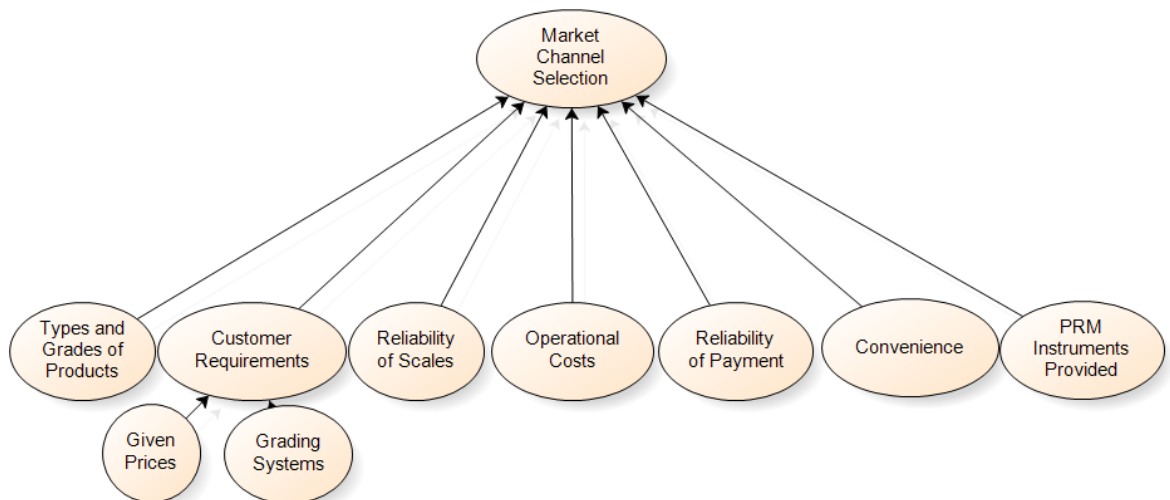 Market
Channel
Selection
Types and
Grades of
Products
Customer
Requirements
Reliability
of Scales
Operational
Costs
Reliability
of Payment
Convenience
PRM
Instruments
Provided
Given
Prices
Grading
Systems